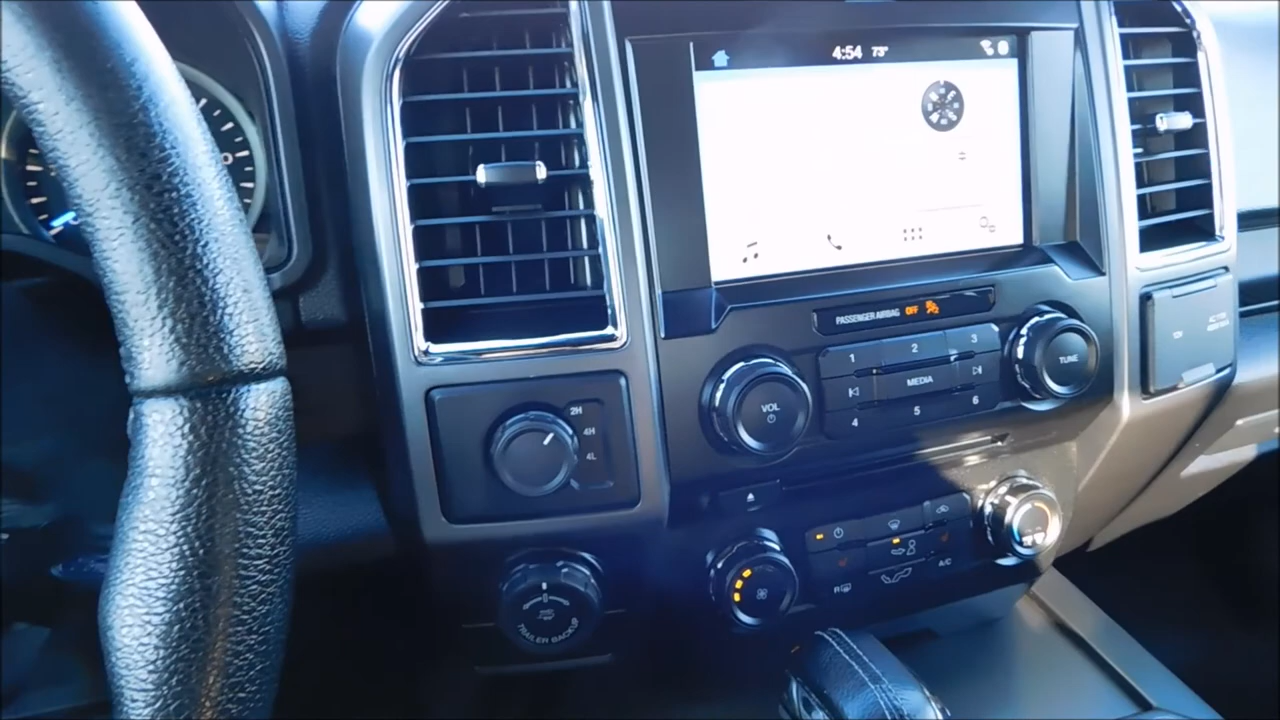 4:54 73°
PASSENGER AIRBAG OFF
1 2 3
MEDIA
4 5 6
VOL
TUNE
2H
4H
4L
A/C
R
TRAILER BACKUP